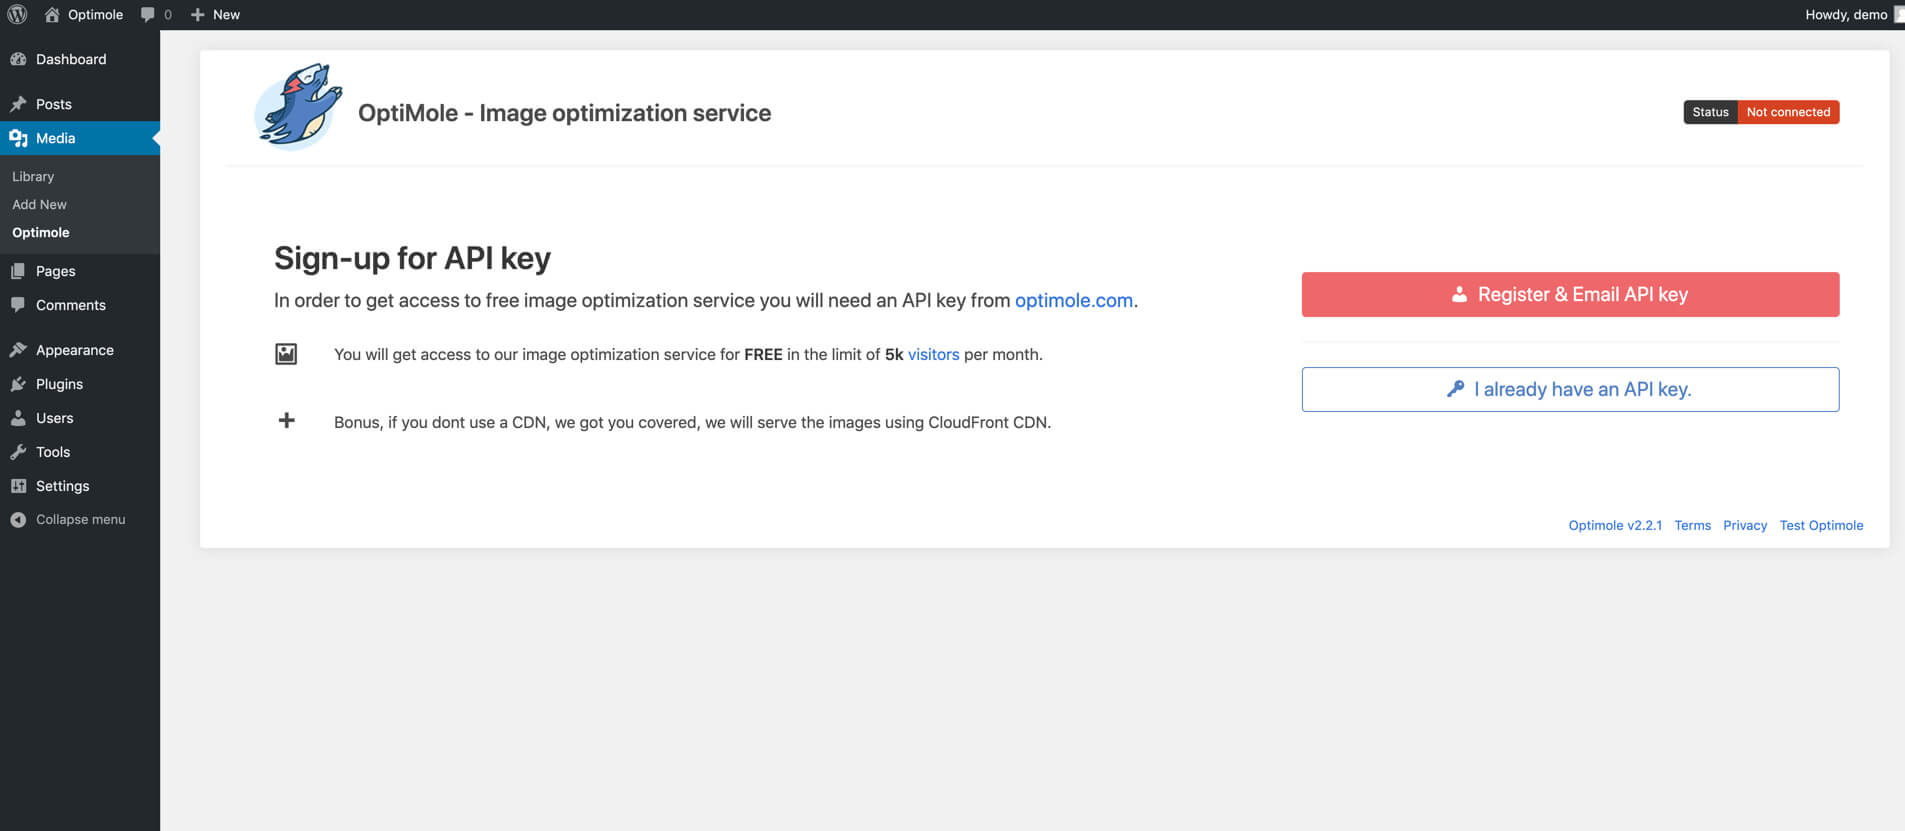 Optimole 0 New Howdy, demo
Dashboard
Posts
Media
Library
Add New
Optimole
Pages
Comments
Appearance
Plugins
Users
Tools
Settings
Collapse menu
OptiMole - Image optimization service
Status Not connected
Sign-up for API key
In order to get access to free image optimization service you will need an API key from optimole.com.
You will get access to our image optimization service for FREE in the limit of 5k visitors per month.
Bonus, if you dont use a CDN, we got you covered, we will serve the images using CloudFront CDN.
Register & Email API key
I already have an API key.
Optimole v2.2.1 Terms Privacy Test Optimole